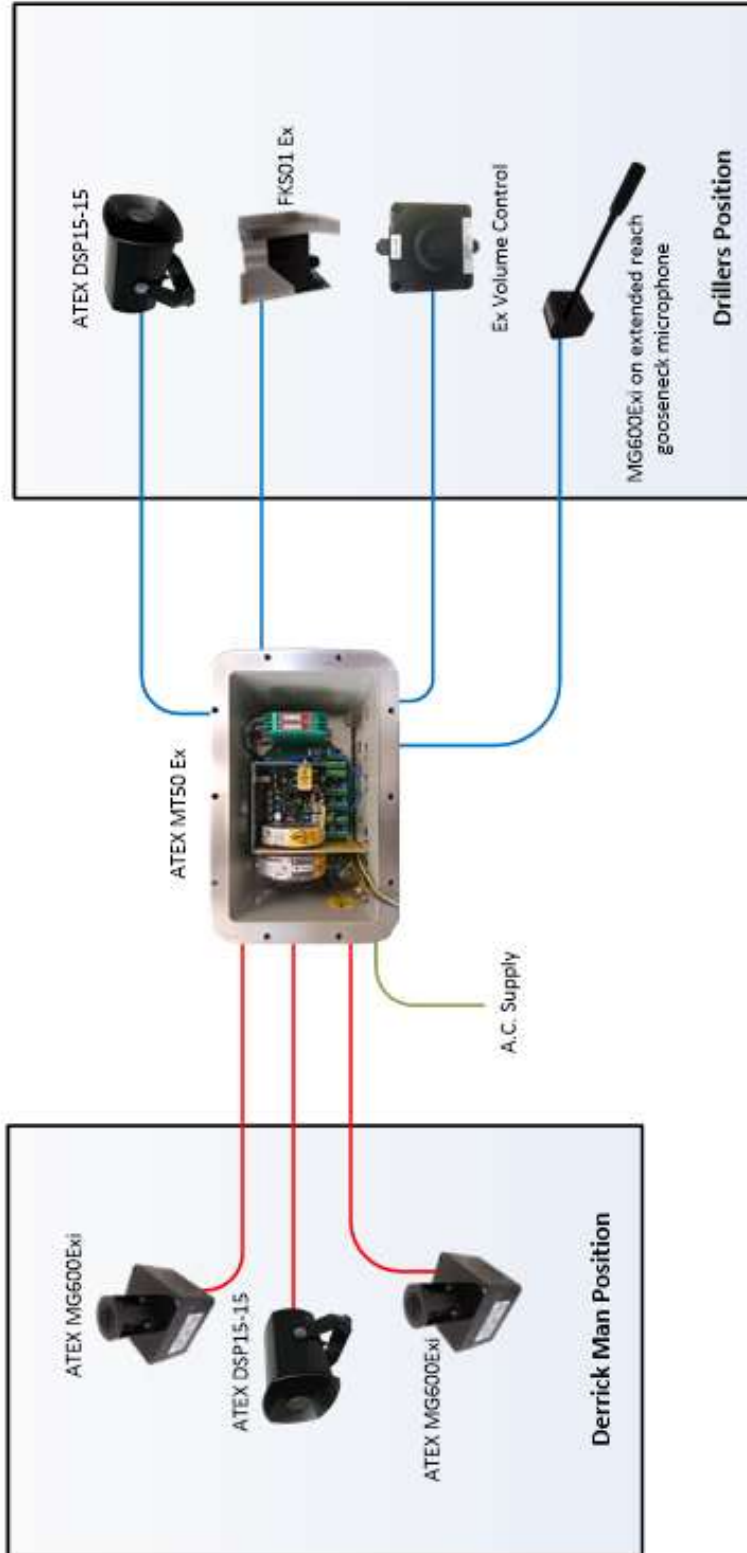 ATEX MG600Exi
ATEX DSP15-15
ATEX MG600Exi
Derrick Man Position
ATEX MT50 Ex
A.C. Supply
ATEX DSP15-15
FKS01 Ex
Ex Volume Control
MG600Exi on extended reach
gooseneck microphone
Drillers Position